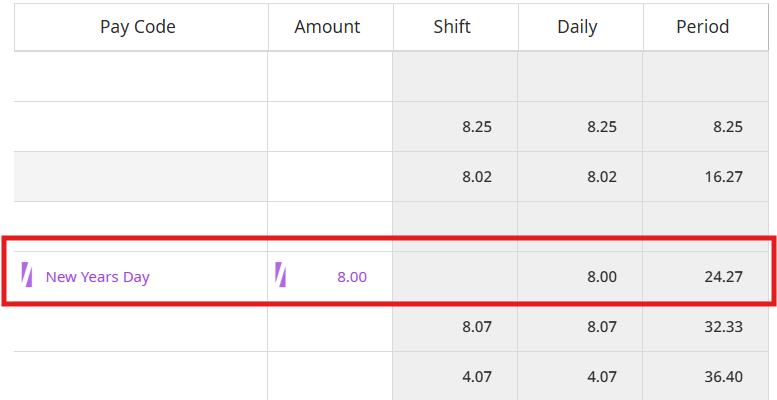 Pay Code Amount Shift Daily Period
8.25 8.25 8.25
8.02 8.02 16.27
New Years Day 8.00 8.00 24.27
8.07 8.07 32.33
4.07 4.07 36.40